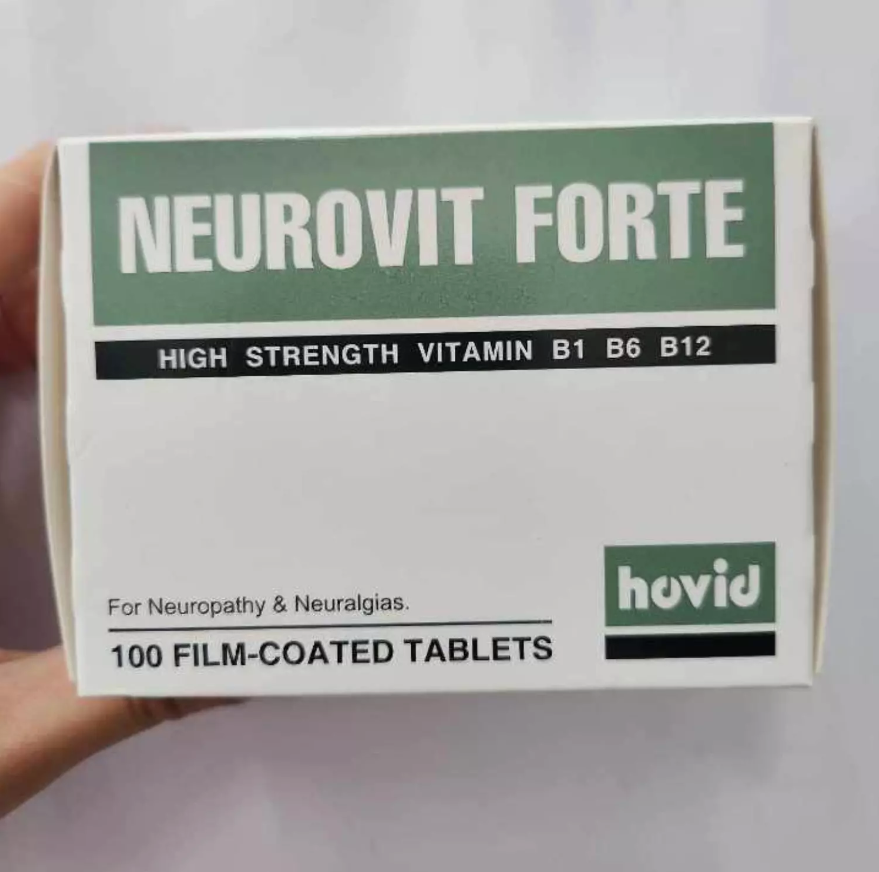 NEUROVIT FORTE
HIGH STRENGTH VITAMIN B1 B6 B12
For Neuropathy & Neuralgias.
100 FILM-COATED TABLETS
hovid